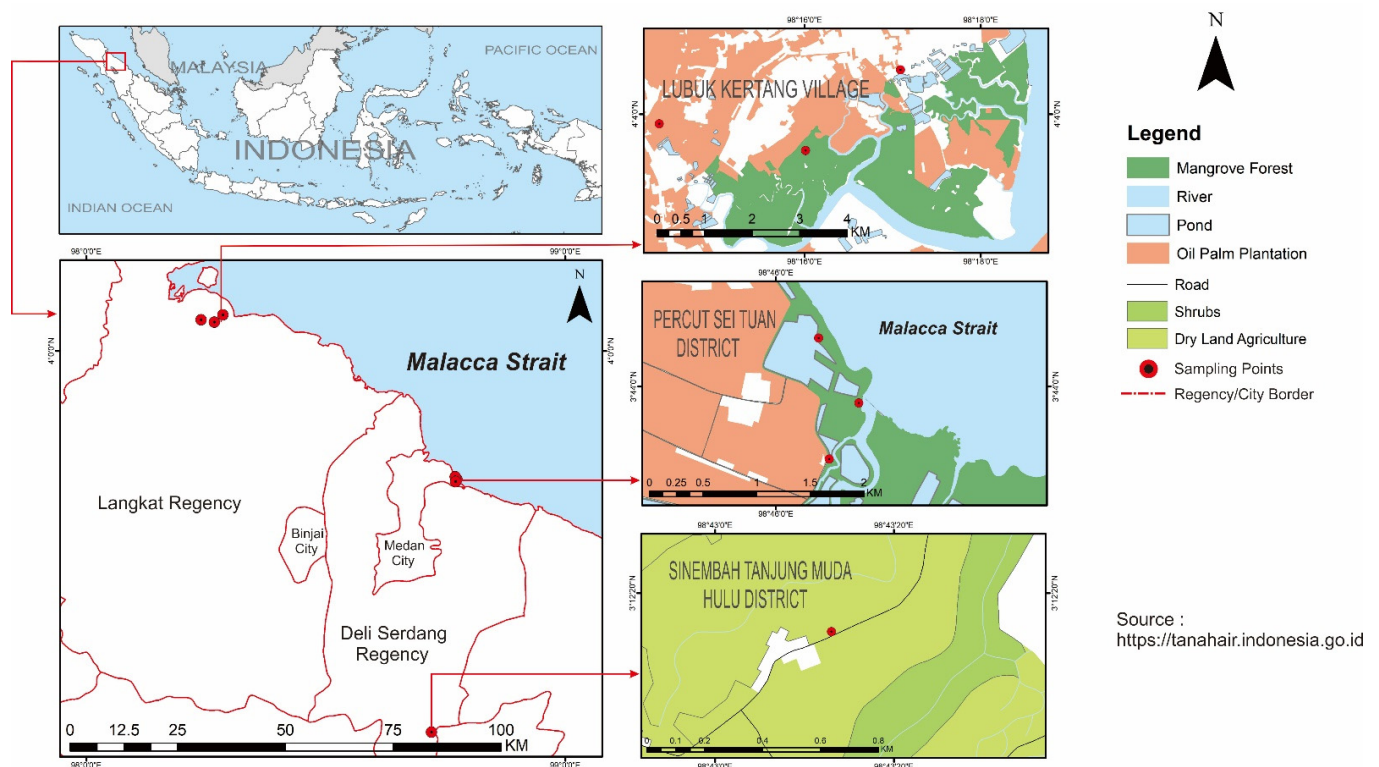 PACIFIC OCEAN
MALAYSIA
INDONESIA
INDIAN OCEAN
98°0'0"E
99°0'0"E
N
4°0'0"N
4°0'0"N
Malacca Strait
Langkat Regency
Binjai
City
Medan
City
Deli Serdang
Regency
0 12.5 25 50 75 100
KM
98°0'0"E
99°0'0"E
98°16'0"E
98°18'0"E
LUBUK KERTANG VILLAGE
4°4'0"N
4°4'0"N
0 0.5 1 2 3 4
KM
98°16'0"E
98°18'0"E
98°46'0"E
PERCUT SEI TUAN
DISTRICT
Malacca Strait
3°44'0"N
3°44'0"N
0 0.25 0.5 1 1.5 2
KM
98°46'0"E
98°43'0"E
98°43'20"E
SINEMBAH TANJUNG MUDA
HULU DISTRICT
3°12'20"N
3°12'20"N
0 0.1 0.2 0.4 0.6 0.8
KM
98°43'0"E
98°43'20"E
N
Legend
Mangrove Forest
River
Pond
Oil Palm Plantation
Road
Shrubs
Dry Land Agriculture
Sampling Points
Regency/City Border
Source :
https://tanahair.indonesia.go.id